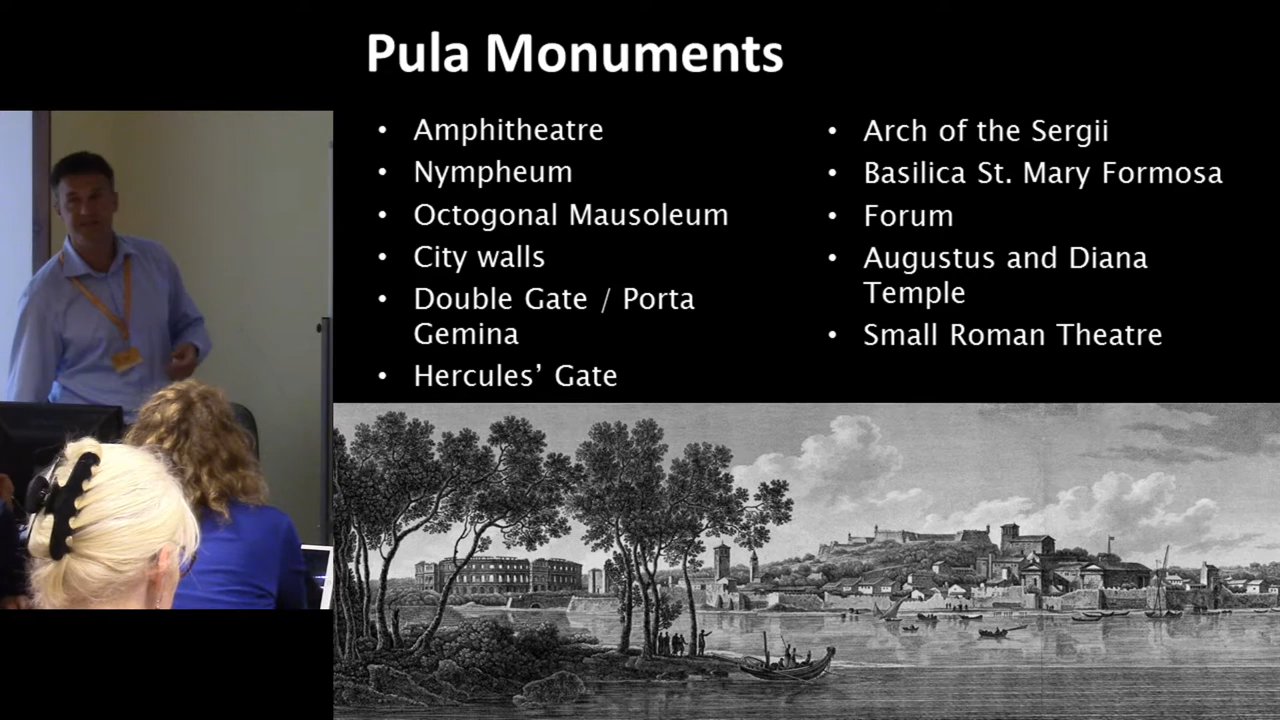 Pula Monuments
• Amphitheatre
• Nympheum
• Octogonal Mausoleum
• City walls
• Double Gate / Porta
Gemina
• Hercules’ Gate
• Arch of the Sergii
• Basilica St. Mary Formosa
• Forum
• Augustus and Diana
Temple
• Small Roman Theatre